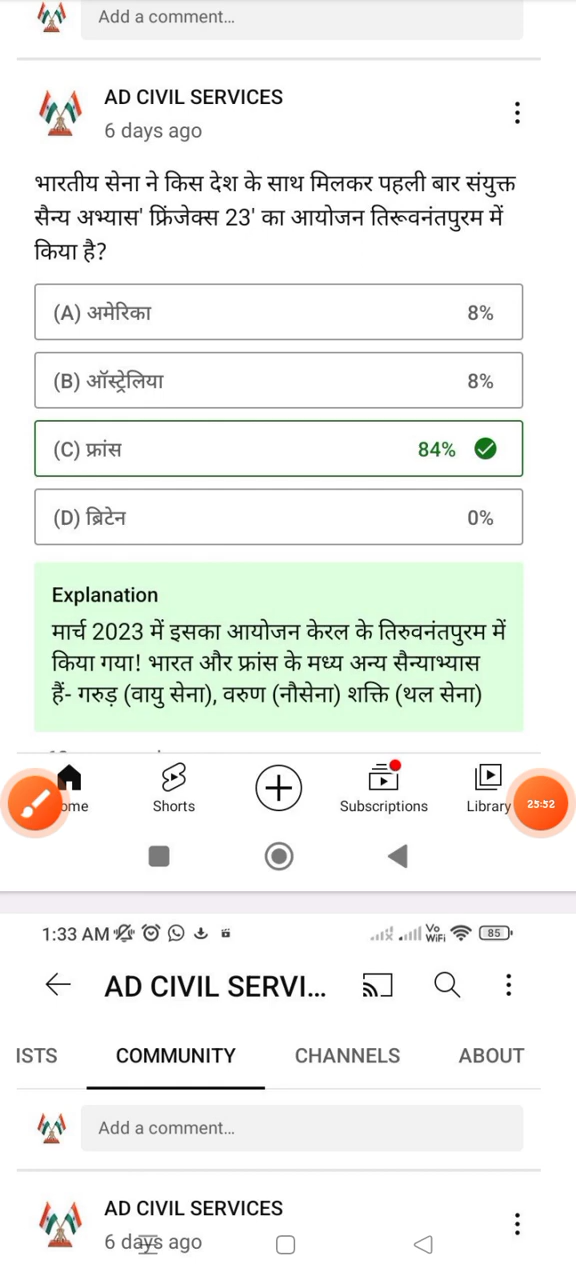 Add a comment...
AD CIVIL SERVICES
6 days ago
भारतीय सेना ने किस देश के साथ मिलकर पहली बार संयुक्त
सैन्य अभ्यास' फ्रिंजेक्स 23' का आयोजन तिरूवनंतपुरम में
किया है?
(A) अमेरिका 8%
(B) ऑस्ट्रेलिया 8%
(C) फ्रांस 84%
(D) ब्रिटेन 0%
Explanation
मार्च 2023 में इसका आयोजन केरल के तिरुवनंतपुरम में
किया गया! भारत और फ्रांस के मध्य अन्य सैन्याभ्यास
हैं- गरुड़ (वायु सेना), वरुण (नौसेना) शक्ति (थल सेना)
ome Shorts Subscriptions Library 25:52
1:33 AM Vo WiFi 85
AD CIVIL SERVI...
ISTS COMMUNITY CHANNELS ABOUT
Add a comment...
AD CIVIL SERVICES
6 days ago